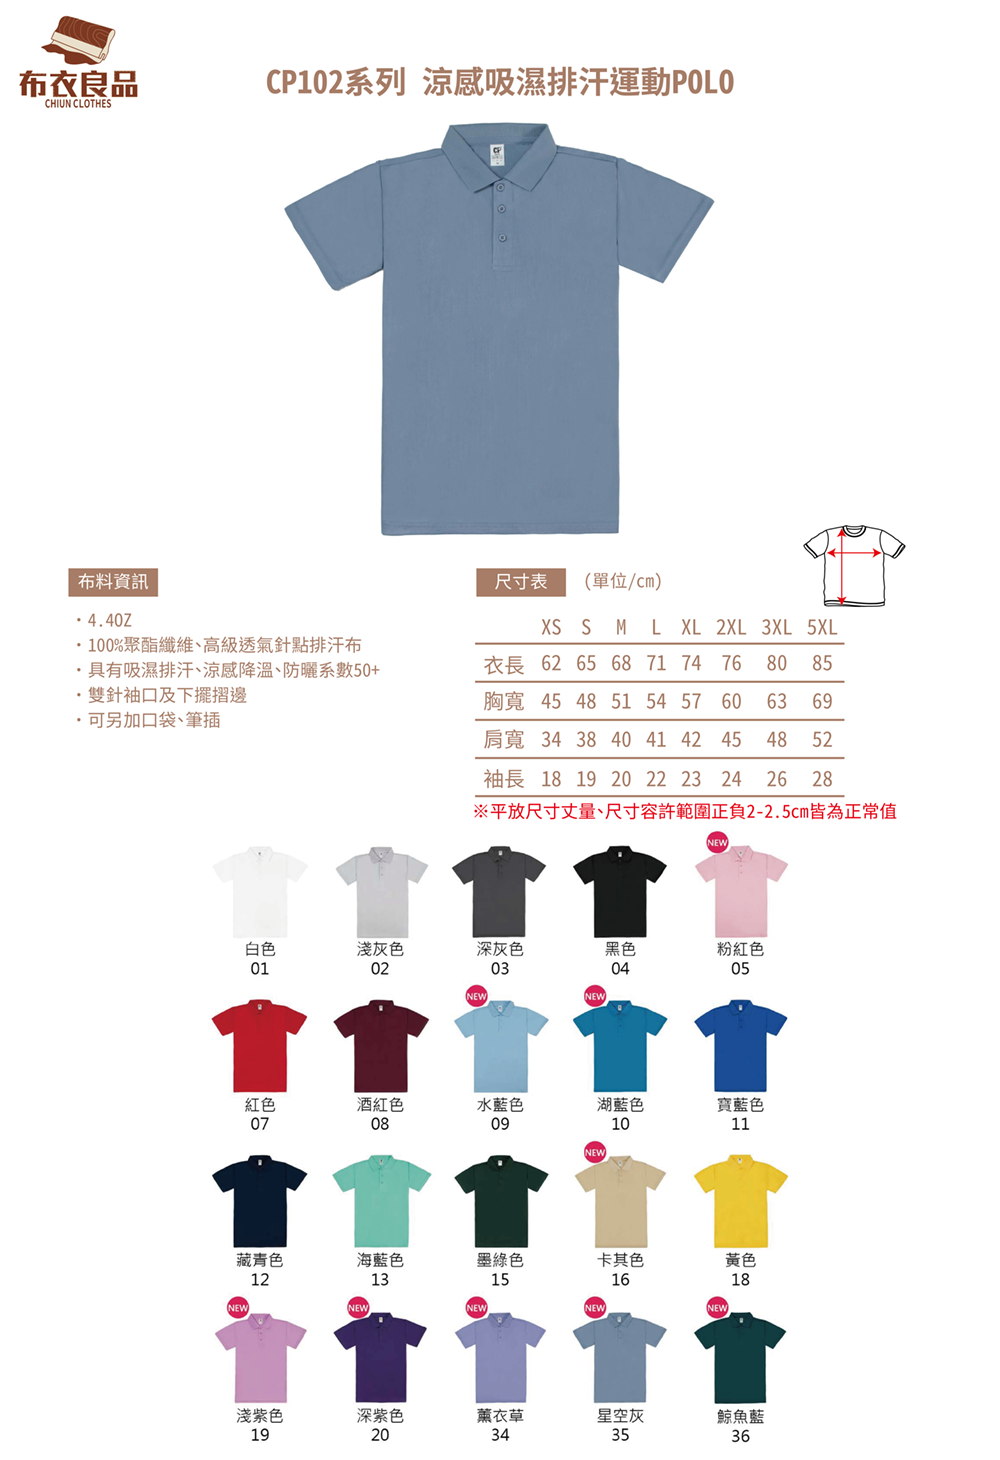 布衣良品
CHIUN CLOTHES
CP102系列 涼感吸濕排汗運動POLO
CP
布料資訊
・4.4OZ
・100%聚酯纖維、高級透氣針點排汗布
・具有吸濕排汗、涼感降溫、防曬系數50+
・雙針袖口及下擺摺邊
・可另加口袋、筆插
尺寸表 (單位/cm)
XS S M L XL 2XL 3XL 5XL
衣長 62 65 68 71 74 76 80 85
胸寬 45 48 51 54 57 60 63 69
肩寬 34 38 40 41 42 45 48 52
袖長 18 19 20 22 23 24 26 28
※平放尺寸丈量、尺寸容許範圍正負2-2.5cm皆為正常值
NEW
白色 淺灰色 深灰色 黑色 粉紅色
01 02 03 04 05
NEW NEW
紅色 酒紅色 水藍色 湖藍色 寶藍色
07 08 09 10 11
NEW
藏青色 海藍色 墨綠色 卡其色 黃色
12 13 15 16 18
NEW NEW NEW NEW NEW
淺紫色 深紫色 薰衣草 星空灰 鯨魚藍
19 20 34 35 36